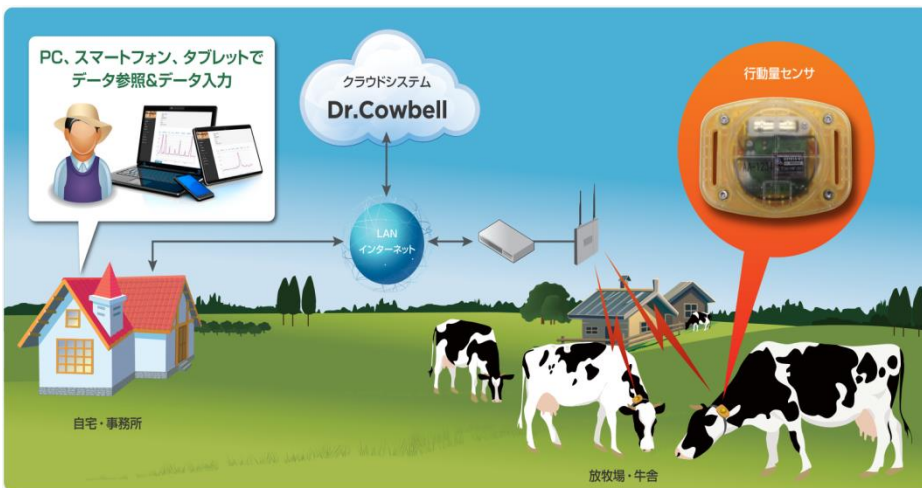 PC、スマートフォン、タブレットで
データ参照&データ入力
クラウドシステム
Dr.Cowbell
行動量センサ
LAN
インターネット
自宅・事務所
放牧場・牛舎